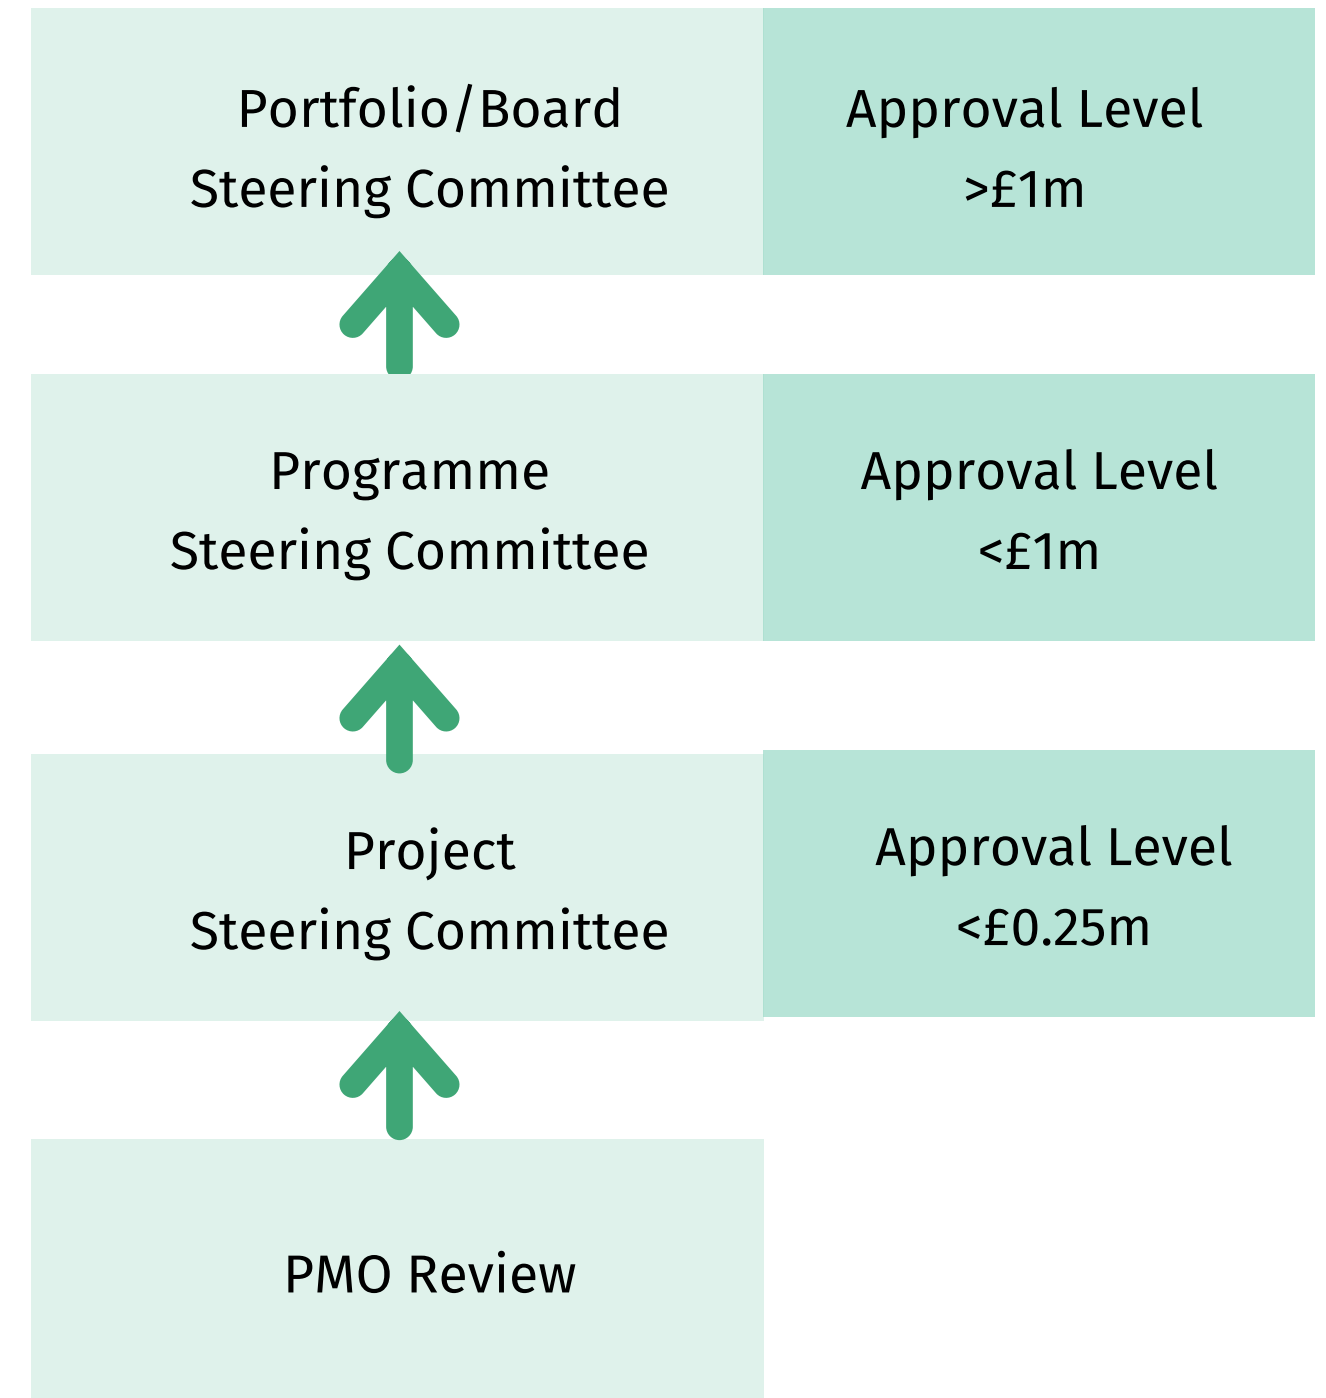 Portfolio/Board
Steering Committee
Approval Level
>£1m
Programme
Steering Committee
Approval Level
<£1m
Project
Steering Committee
Approval Level
<£0.25m
PMO Review